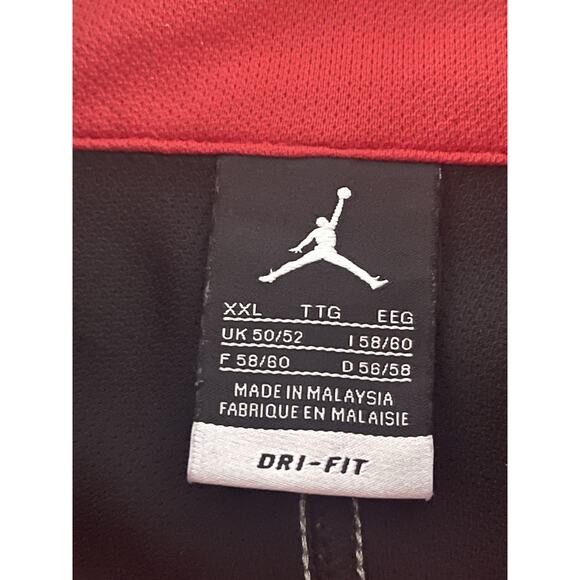 XXL TTG EEG
UK 50/52 I 58/60
F 58/60 D 56/58
MADE IN MALAYSIA
FABRIQUE EN MALAISIE
DRI-FIT